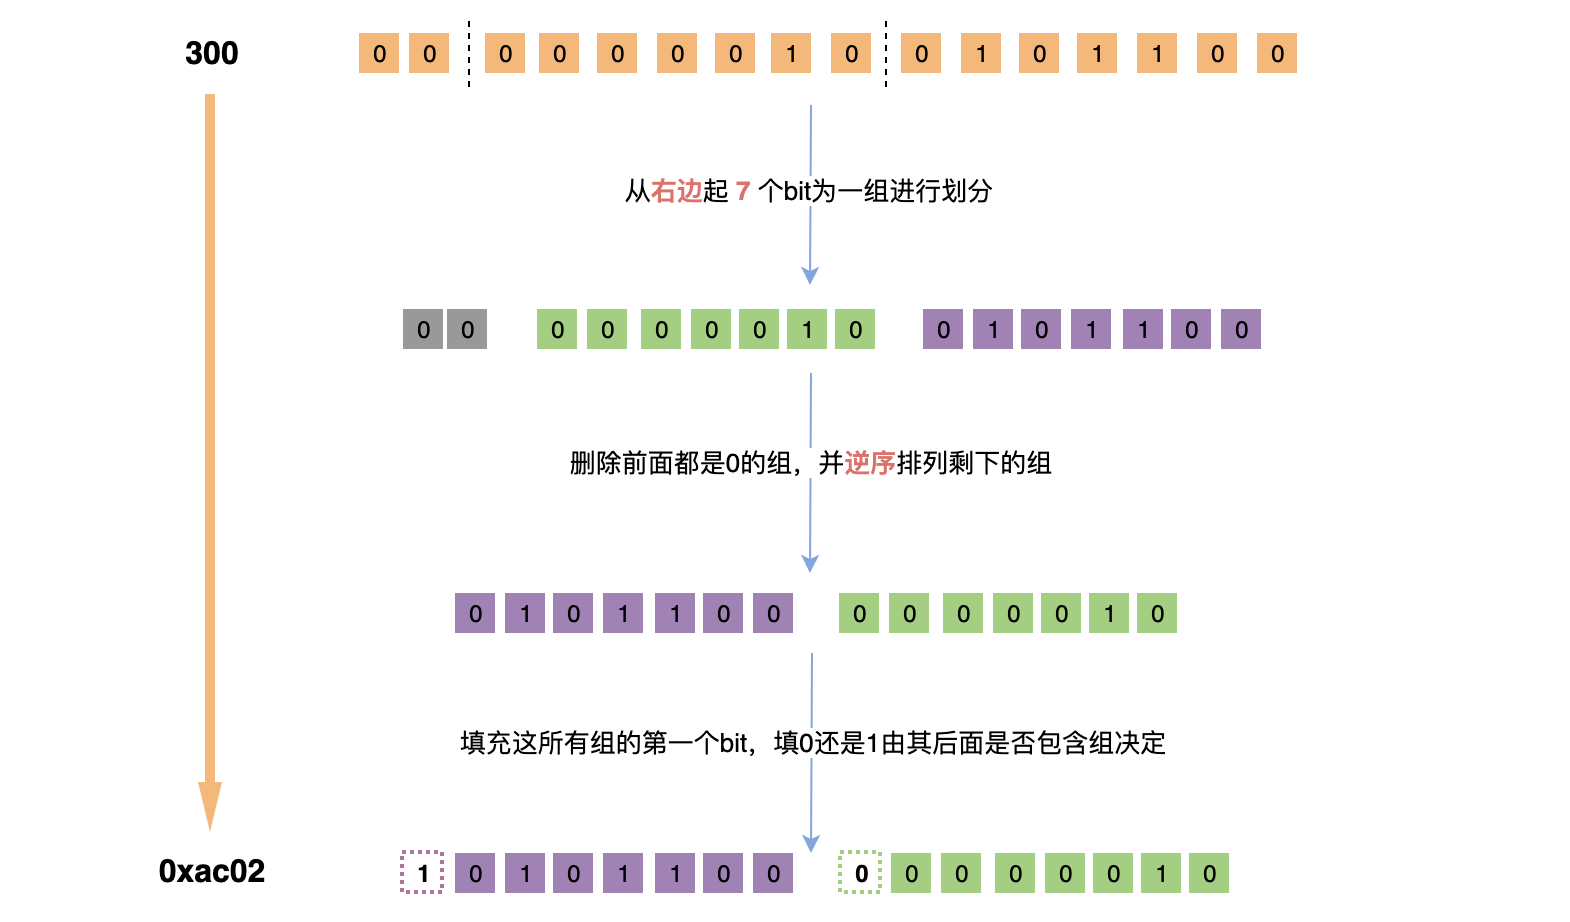 300 0 0 0 0 0 0 0 1 0 0 1 0 1 1 0 0
从右边起 7 个bit为一组进行划分
0 0 0 0 0 0 0 1 0 0 1 0 1 1 0 0
删除前面都是0的组，并逆序排列剩下的组
0 1 0 1 1 0 0 0 0 0 0 0 1 0
填充这所有组的第一个bit，填0还是1由其后面是否包含组决定
0xac02 1 0 1 0 1 1 0 0 0 0 0 0 0 0 1 0